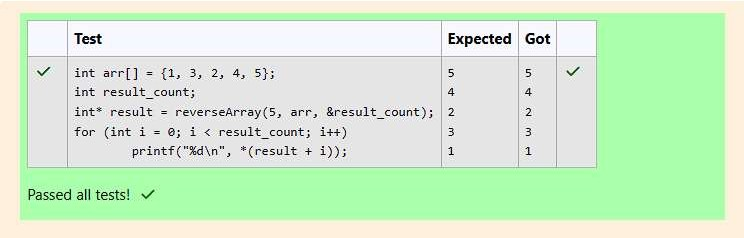 Test Expected Got
int arr[] = {1, 3, 2, 4, 5}; 5 5
int result_count; 4 4
int* result = reverseArray(5, arr, &result_count); 2 2
for (int i = 0; i < result_count; i++) 3 3
printf("%d\n", *(result + i)); 1 1
Passed all tests!